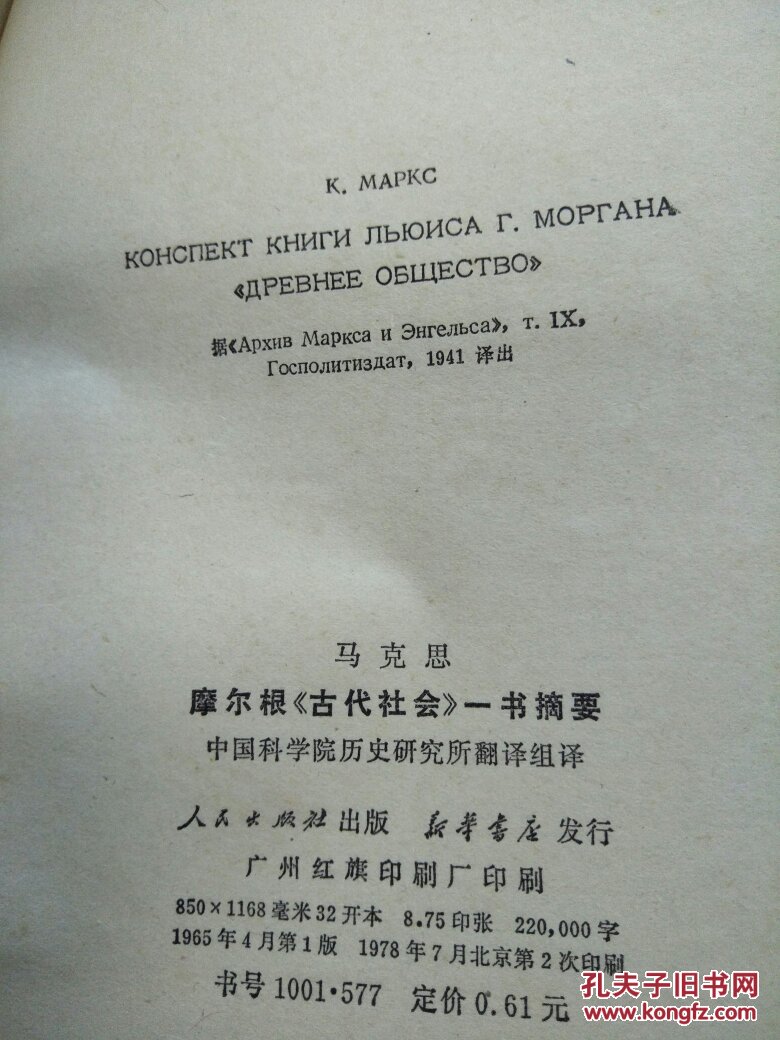 К. МАРКС
КОНСПЕКТ КНИГИ ЛЬЮИСА Г. МОРГАНА
«ДРЕВНЕЕ ОБЩЕСТВО»
据《Архив Маркса и Энгельса》, т. IX,
Госполитиздат, 1941 译出
马克思
摩尔根《古代社会》一书摘要
中国科学院历史研究所翻译组译
人民出版社出版 新华书店发行
广州红旗印刷厂印刷
850×1168毫米32开本 8.75印张 220,000字
1965年4月第1版 1978年7月北京第2次印刷
书号1001·577 定价0.61元
孔夫子旧书网
www.kongfz.com